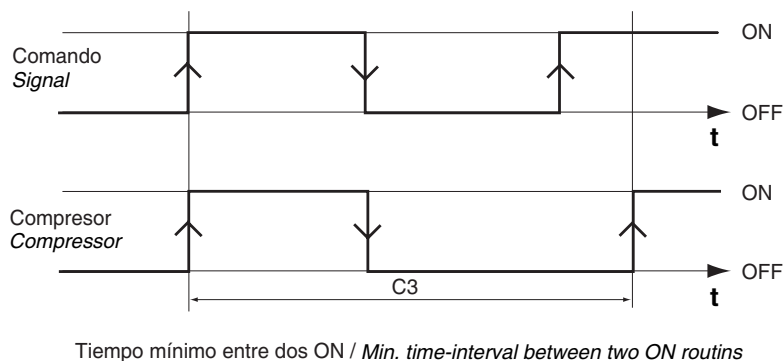 ON
Comando
Signal
OFF
t
ON
Compresor
Compressor
OFF
C3
t
Tiempo mínimo entre dos ON / Min. time-interval between two ON routins